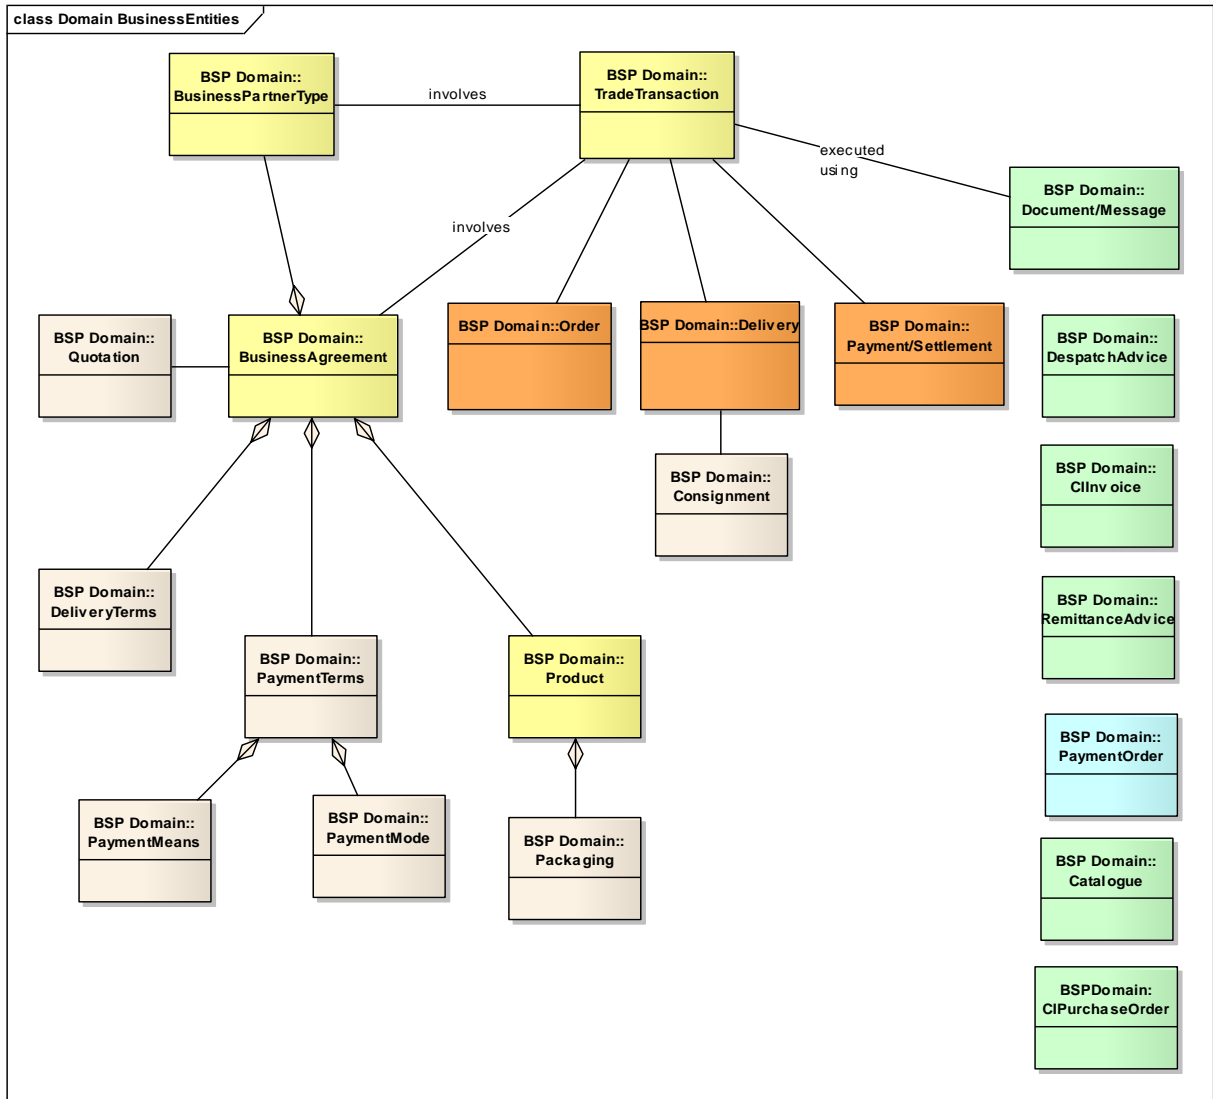 class Domain BusinessEntities
BSP Domain::
BusinessPartnerType
involves
BSP Domain::
TradeTransaction
executed
using
BSP Domain::
Document/Message
involves
BSP Domain::
Quotation
BSP Domain::
BusinessAgreement
BSP Domain::Order
BSP Domain::Delivery
BSP Domain::
Payment/Settlement
BSP Domain::
DespatchAdvice
BSP Domain::
Consignment
BSP Domain::
CIInvoice
BSP Domain::
DeliveryTerms
BSP Domain::
RemittanceAdvice
BSP Domain::
PaymentTerms
BSP Domain::
Product
BSP Domain::
PaymentOrder
BSP Domain::
PaymentMeans
BSP Domain::
PaymentMode
BSP Domain::
Packaging
BSP Domain::
Catalogue
BSPDomain:
CIPurchaseOrder